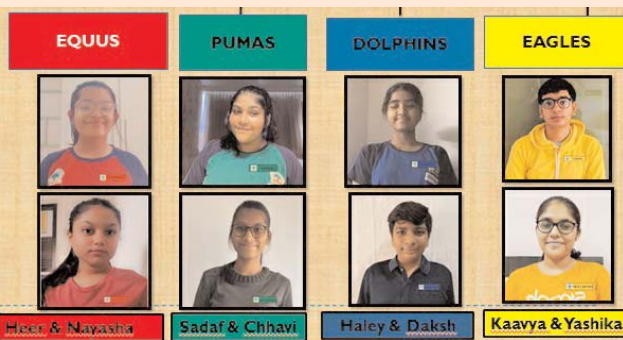 EQUUS
PUMAS
DOLPHINS
EAGLES
Heer & Nayasha
Sadaf & Chhavi
Haley & Daksh
Kaavya & Yashika